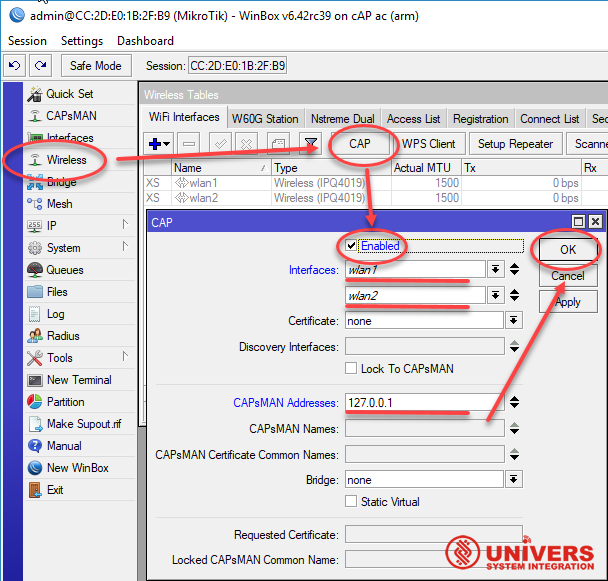 admin@CC:2D:E0:1B:2F:B9 (MikroTik) - WinBox v6.42rc39 on cAP ac (arm)
Session Settings Dashboard
Safe Mode Session: CC:2D:E0:1B:2F:B9
Quick Set
CAPsMAN
Interfaces
Wireless
Bridge
Mesh
IP
System
Queues
Files
Log
Radius
Tools
New Terminal
Partition
Make Supout.rif
Manual
New WinBox
Exit
Wireless Tables
WiFi Interfaces W60G Station Nstreme Dual Access List Registration Connect List Sec
CAP WPS Client Setup Repeater Scanne
Name / Type Actual MTU Tx Rx
XS wlan1 Wireless (IPQ4019) 1500 0 bps
XS wlan2 Wireless (IPQ4019) 1500 0 bps
CAP
Enabled
Interfaces: wlan1
wlan2
Certificate: none
Discovery Interfaces:
Lock To CAPsMAN
CAPsMAN Addresses: 127.0.0.1
CAPsMAN Names:
CAPsMAN Certificate Common Names:
Bridge: none
Static Virtual
Requested Certificate:
Locked CAPsMAN Common Name:
OK
Cancel
Apply
UNIVERS
SYSTEM INTEGRATION